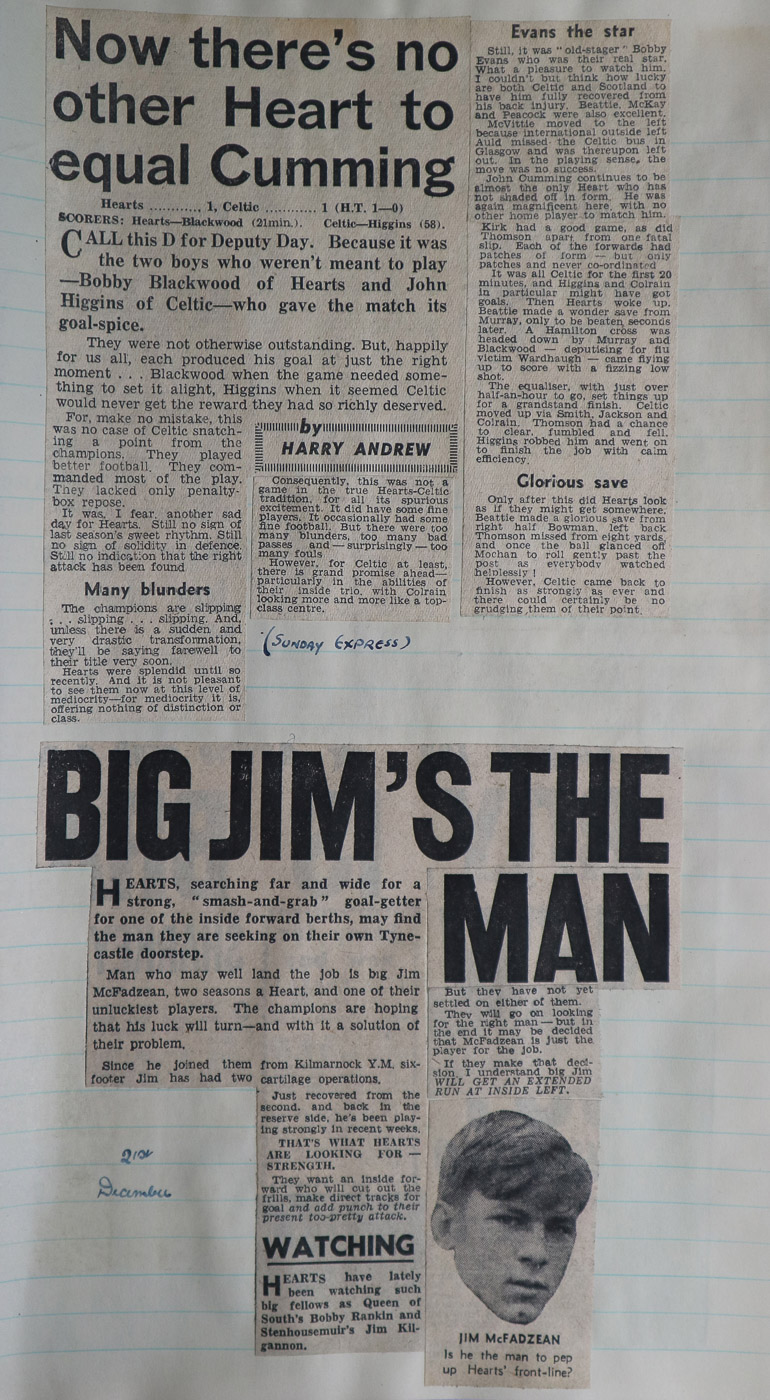 Now there's no
other Heart to
equal Cumming
Hearts ............ 1, Celtic ............ 1 (H.T. 1—0)
SCORERS: Hearts—Blackwood (21min.). Celtic—Higgins (58).
CALL this D for Deputy Day. Because it was
the two boys who weren't meant to play
—Bobby Blackwood of Hearts and John
Higgins of Celtic—who gave the match its
goal-spice.
They were not otherwise outstanding. But, happily
for us all, each produced his goal at just the right
moment . . . Blackwood when the game needed some-
thing to set it alight, Higgins when it seemed Celtic
would never get the reward they had so richly deserved.
For, make no mistake, this
was no case of Celtic snatch-
ing a point from the
champions. They played
better football. They com-
manded most of the play.
They lacked only penalty-
box repose.
It was, I fear, another sad
day for Hearts. Still no sign of
last season's sweet rhythm. Still
no sign of solidity in defence.
Still no indication that the right
attack has been found
Many blunders
The champions are slipping
. . . slipping . . . slipping. And,
unless there is a sudden and
very drastic transformation,
they'll be saying farewell to
their title very soon.
Hearts were splendid until so
recently. And it is not pleasant
to see them now at this level of
mediocrity—for mediocrity it is,
offering nothing of distinction or
class.
by
HARRY ANDREW
Consequently, this was not a
game in the true Hearts-Celtic
tradition, for all its spurious
excitement. It did have some fine
players. It occasionally had some
fine football. But there were too
many blunders, too many bad
passes and—surprisingly—too
many fouls
However, for Celtic at least,
there is grand promise ahead—
particularly in the abilities of
their inside trio, with Colrain
looking more and more like a top-
class centre.
(SUNDAY EXPRESS)
Evans the star
Still, it was "old-stager" Bobby
Evans who was their real star.
What a pleasure to watch him.
I couldn't but think how lucky
are both Celtic and Scotland to
have him fully recovered from
his back injury. Beattie, McKay
and Peacock were also excellent.
McVittie moved to the left
because international outside left
Auld missed the Celtic bus in
Glasgow and was thereupon left
out. In the playing sense, the
move was no success.
John Cumming continues to be
almost the only Heart who has
not shaded off in form. He was
again magnificent here, with no
other home player to match him.
Kirk had a good game, as did
Thomson apart from one fatal
slip. Each of the forwards had
patches of form — but only
patches and never co-ordinated
It was all Celtic for the first 20
minutes, and Higgins and Colrain
in particular might have got
goals. Then Hearts woke up.
Beattie made a wonder save from
Murray, only to be beaten seconds
later. A Hamilton cross was
headed down by Murray and
Blackwood — deputising for flu
victim Wardhaugh — came flying
up to score with a fizzing low
shot.
The equaliser, with just over
half-an-hour to go, set things up
for a grandstand finish. Celtic
moved up via Smith, Jackson and
Colrain. Thomson had a chance
to clear, fumbled and fell.
Higgins robbed him and went on
to finish the job with calm
efficiency.
Glorious save
Only after this did Hearts look
as if they might get somewhere.
Beattie made a glorious save from
right half Bowman, left back
Thomson missed from eight yards,
and once the ball glanced off
Mochan to roll gently past the
post as everybody watched
helplessly !
However, Celtic came back to
finish as strongly as ever and
there could certainly be no
grudging them of their point.
BIG JIM'S THE
MAN
HEARTS, searching far and wide for a
strong, "smash-and-grab" goal-getter
for one of the inside forward berths, may find
the man they are seeking on their own Tyne-
castle doorstep.
Man who may well land the job is big Jim
McFadzean, two seasons a Heart, and one of their
unluckiest players. The champions are hoping
that his luck will turn—and with it a solution of
their problem.
Since he joined them from Kilmarnock Y.M. six-
footer Jim has had two cartilage operations.
Just recovered from the
second, and back in the
reserve side, he's been play-
ing strongly in recent weeks.
THAT'S WHAT HEARTS
ARE LOOKING FOR —
STRENGTH.
They want an inside for-
ward who will cut out the
frills, make direct tracks for
goal and add punch to their
present too-pretty attack.
WATCHING
HEARTS have lately
been watching such
big fellows as Queen of
South's Bobby Rankin and
Stenhousemuir's Jim Kil-
gannon.
But they have not yet
settled on either of them.
They will go on looking
for the right man—but in
the end it may be decided
that McFadzean is just the
player for the job.
If they make that deci-
sion, I understand big Jim
WILL GET AN EXTENDED
RUN AT INSIDE LEFT.
JIM McFADZEAN
Is he the man to pep
up Hearts' front-line?
21st
December